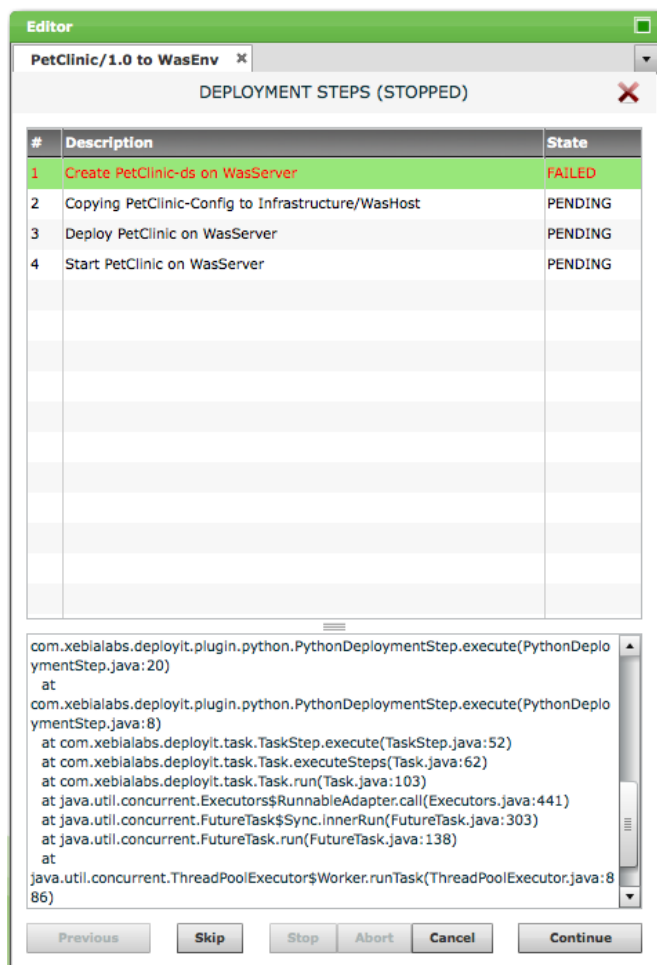 Editor
PetClinic/1.0 to WasEnv
DEPLOYMENT STEPS (STOPPED)
# Description State
1 Create PetClinic-ds on WasServer FAILED
2 Copying PetClinic-Config to Infrastructure/WasHost PENDING
3 Deploy PetClinic on WasServer PENDING
4 Start PetClinic on WasServer PENDING
com.xebialabs.deployit.plugin.python.PythonDeploymentStep.execute(PythonDeplo
ymentStep.java:20)
at
com.xebialabs.deployit.plugin.python.PythonDeploymentStep.execute(PythonDeplo
ymentStep.java:8)
at com.xebialabs.deployit.task.TaskStep.execute(TaskStep.java:52)
at com.xebialabs.deployit.task.Task.executeSteps(Task.java:62)
at com.xebialabs.deployit.task.Task.run(Task.java:103)
at java.util.concurrent.Executors$RunnableAdapter.call(Executors.java:441)
at java.util.concurrent.FutureTask$Sync.innerRun(FutureTask.java:303)
at java.util.concurrent.FutureTask.run(FutureTask.java:138)
at
java.util.concurrent.ThreadPoolExecutor$Worker.runTask(ThreadPoolExecutor.java:8
86)
Previous Skip Stop Abort Cancel Continue